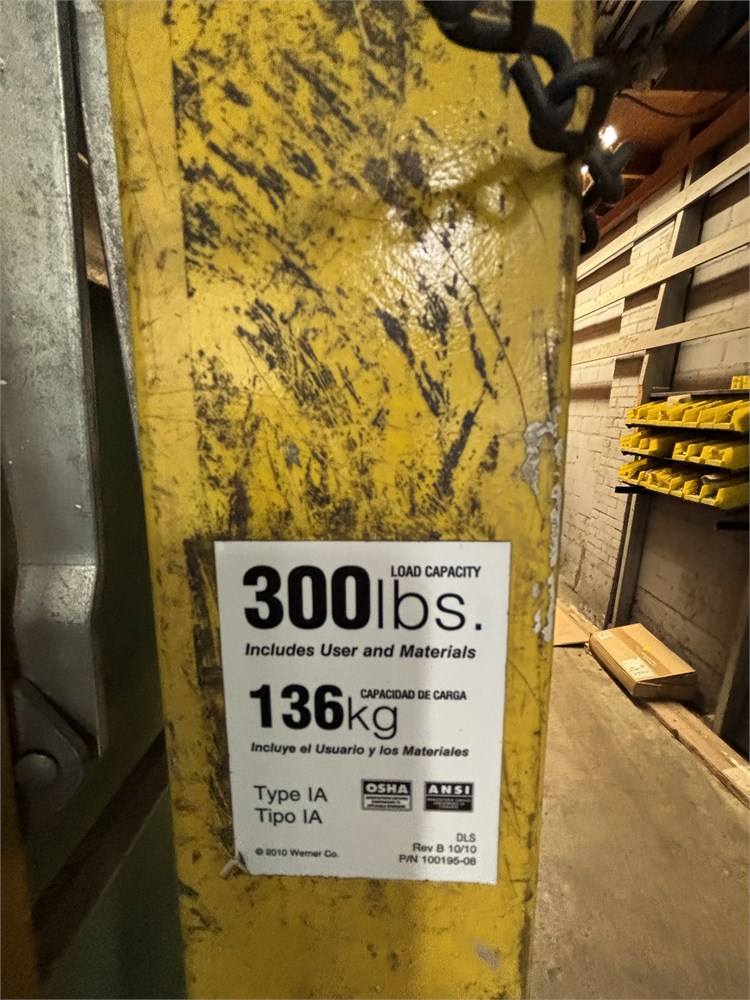 LOAD CAPACITY
300lbs.
Includes User and Materials
CAPACIDAD DE CARGA
136kg
Incluye el Usuario y los Materiales
Type IA
Tipo IA
OSHA
ANSI
© 2010 Werner Co.
DLS
Rev B 10/10
P/N 100195-08